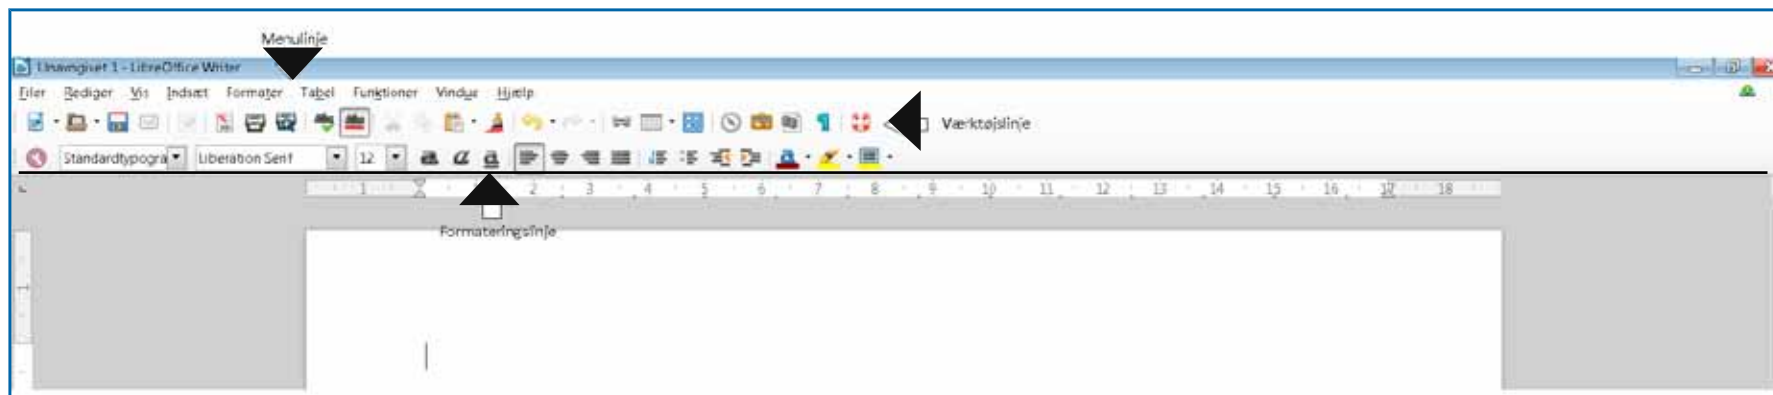 Menulinje
Unavngivet 1 - LibreOffice Writer
Filer Rediger Vis Indsæt Formater Tabel Funktioner Vindue Hjælp
Værktøjslinje
Standardtypogra Liberation Serif 12 a a a
1 2 3 4 5 6 7 8 9 10 11 12 13 14 15 16 17 18
Formateringslinje
1